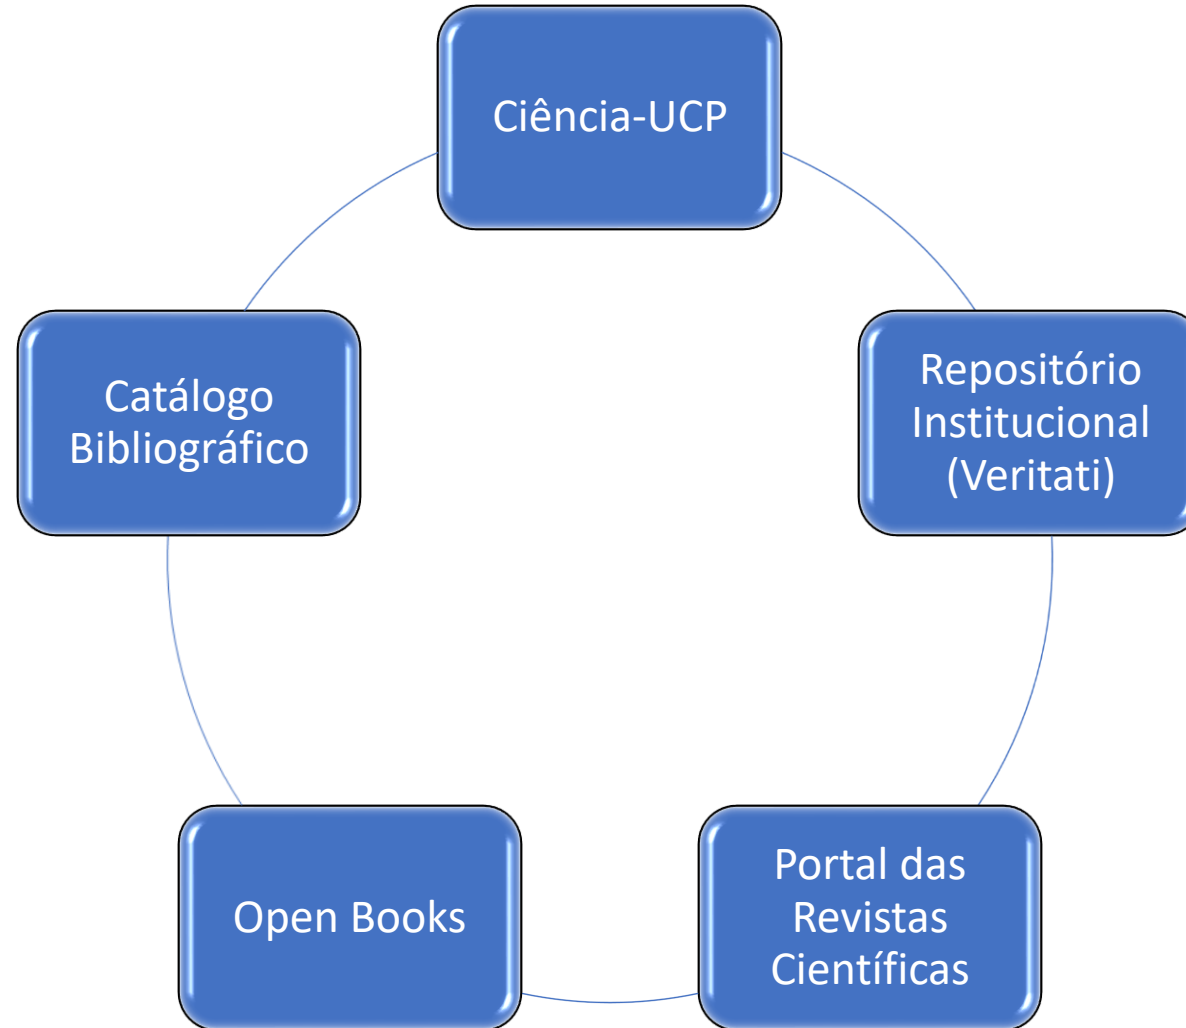 Ciência-UCP
Repositório
Institucional
(Veritati)
Portal das
Revistas
Científicas
Open Books
Catálogo
Bibliográfico